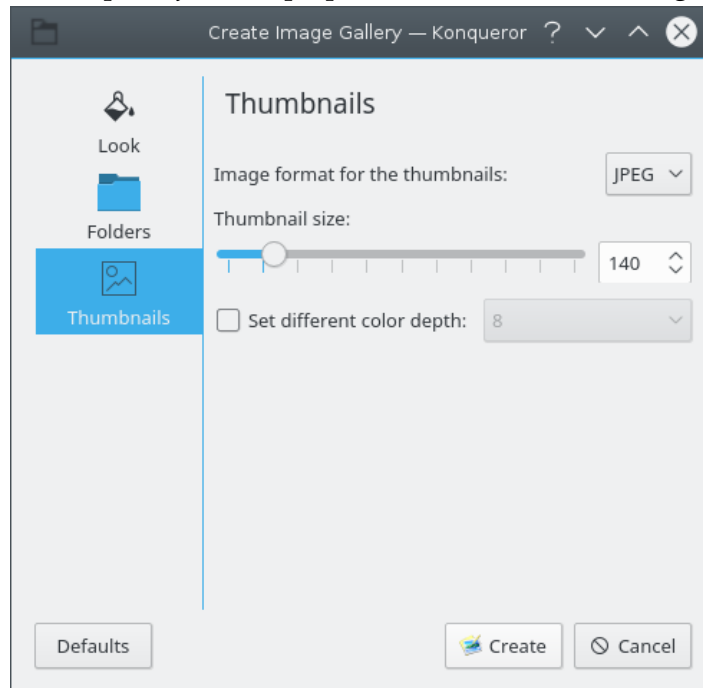 Create Image Gallery — Konqueror
Look
Folders
Thumbnails
Thumbnails
Image format for the thumbnails: JPEG
Thumbnail size:
140
Set different color depth: 8
Defaults
Create
Cancel